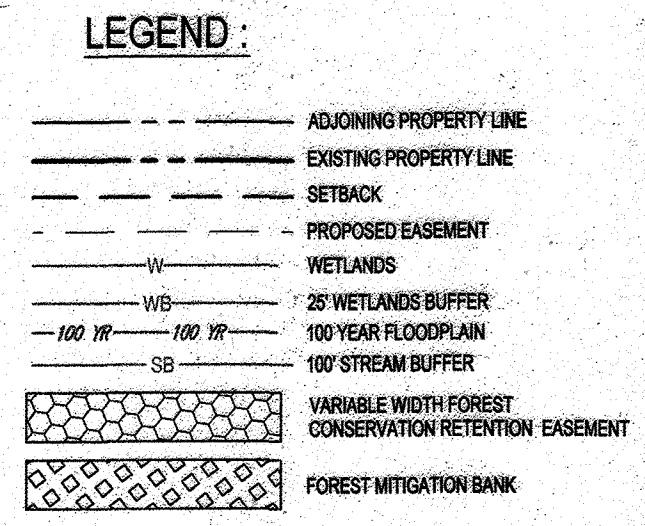 LEGEND :
ADJOINING PROPERTY LINE
EXISTING PROPERTY LINE
SETBACK
PROPOSED EASEMENT
W WETLANDS
WB 25' WETLANDS BUFFER
100 YR 100 YR 100 YEAR FLOODPLAIN
SB 100' STREAM BUFFER
VARIABLE WIDTH FOREST
CONSERVATION RETENTION EASEMENT
FOREST MITIGATION BANK